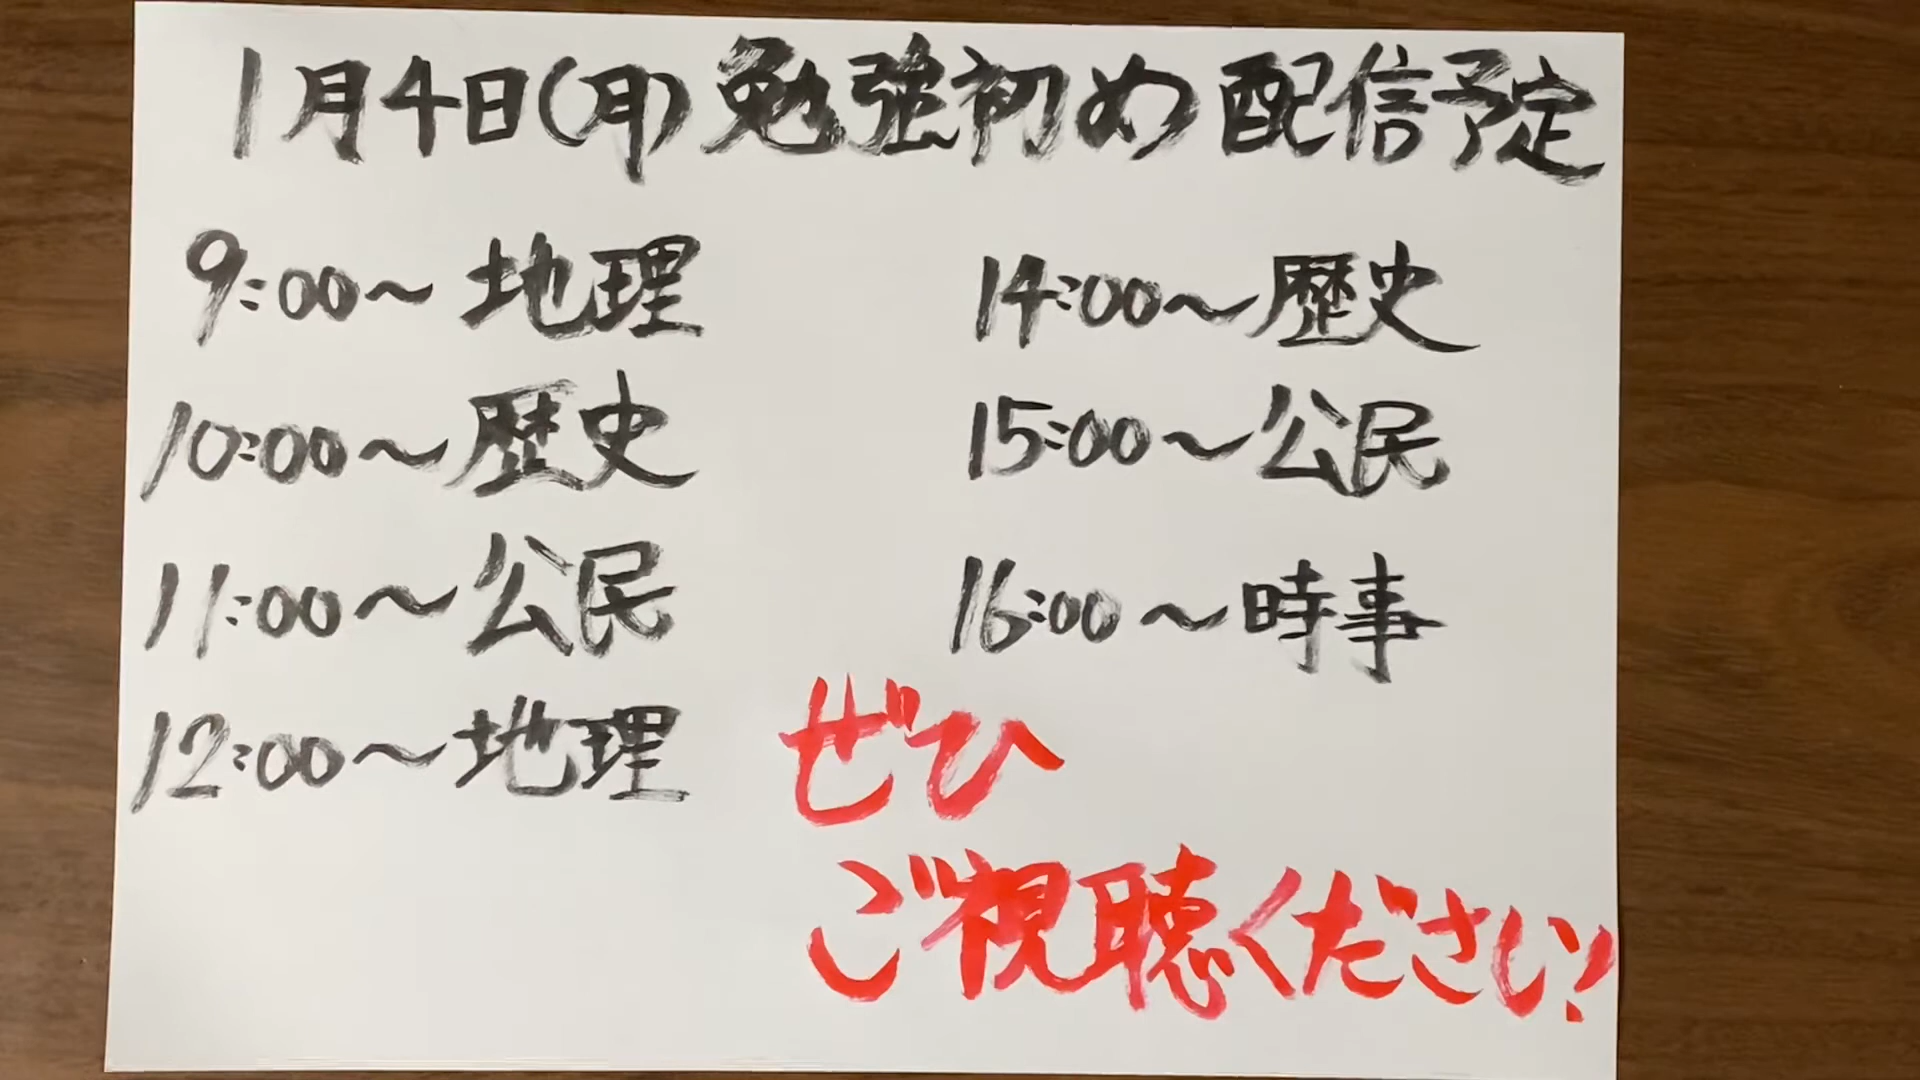 1月4日(月)勉強初め 配信予定
9:00〜 地理
10:00〜歴史
11:00〜公民
12:00〜地理
14:00〜歴史
15:00〜公民
16:00〜時事
ぜひ
ご視聴ください!